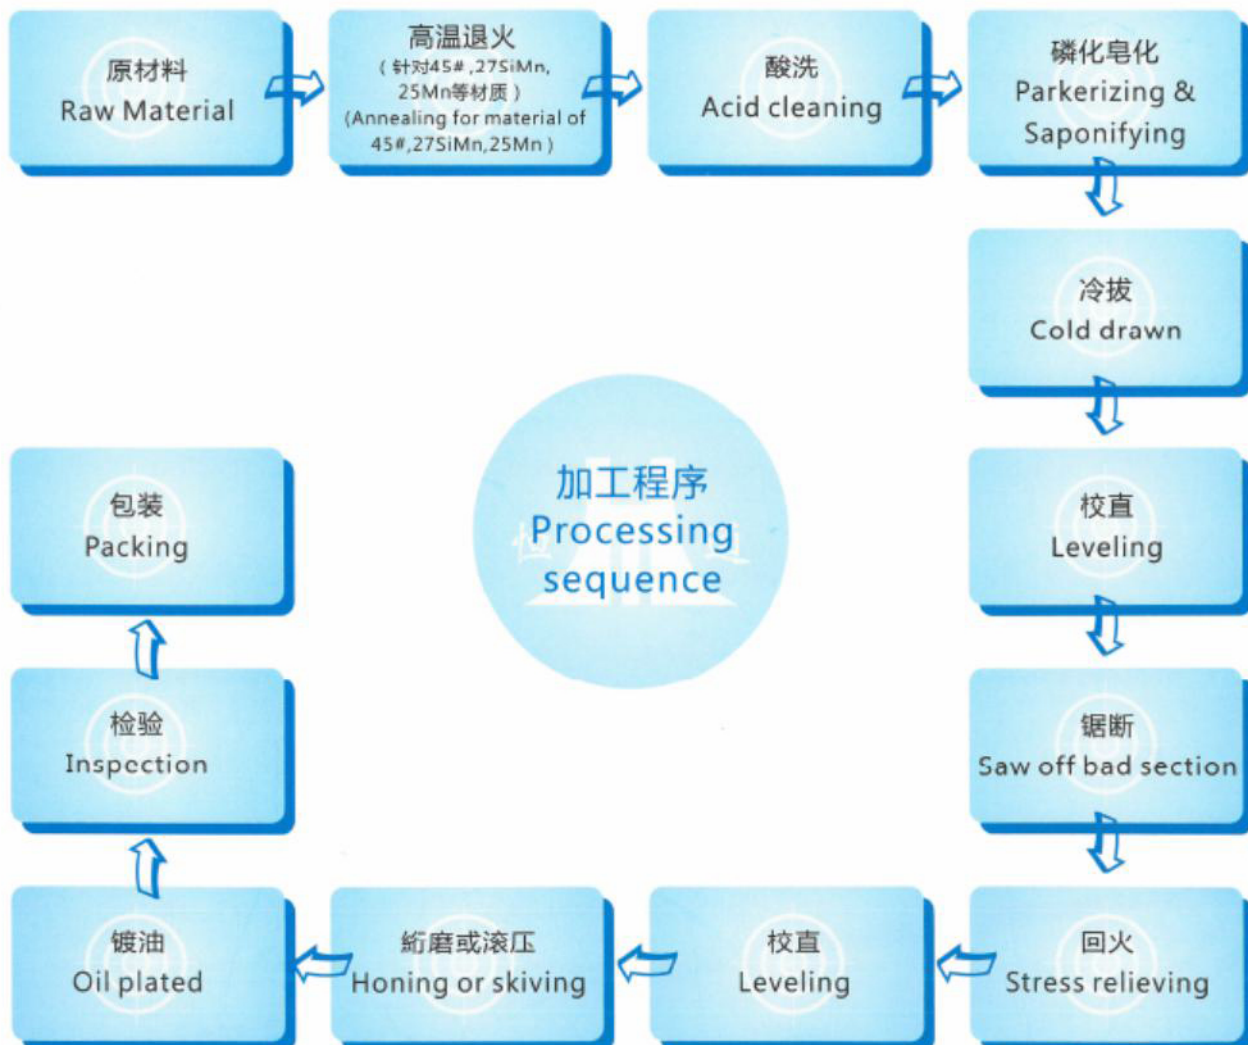 原材料
Raw Material
高温退火
（针对45#,27SiMn,
25Mn等材质）
(Annealing for material of
45#,27SiMn,25Mn）
酸洗
Acid cleaning
磷化皂化
Parkerizing &
Saponifying
冷拔
Cold drawn
校直
Leveling
锯断
Saw off bad section
回火
Stress relieving
校直
Leveling
绗磨或滚压
Honing or skiving
镀油
Oil plated
检验
Inspection
包装
Packing
加工程序
Processing
sequence
恒